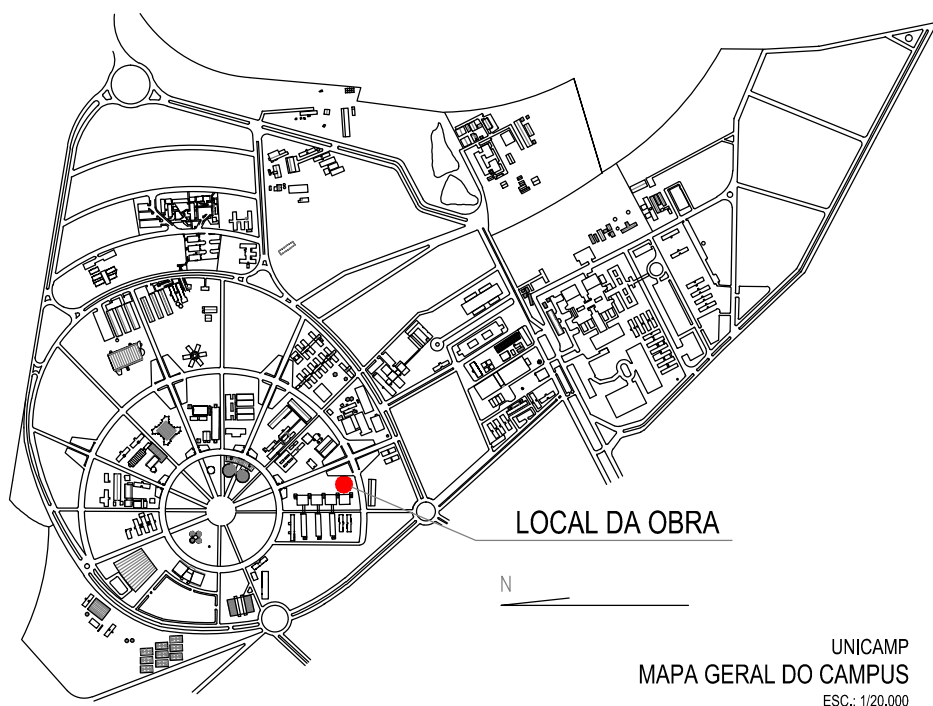 LOCAL DA OBRA
N
UNICAMP
MAPA GERAL DO CAMPUS
ESC.: 1/20.000